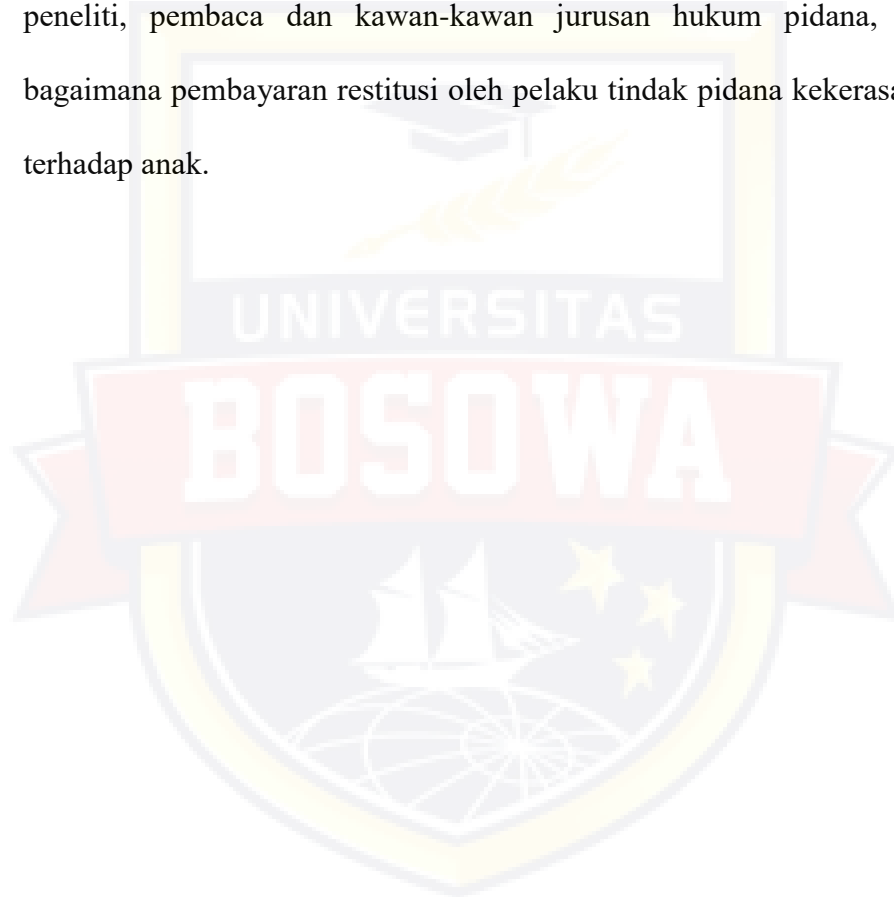 peneliti, pembaca dan kawan-kawan jurusan hukum pidana,
bagaimana pembayaran restitusi oleh pelaku tindak pidana
terhadap anak.
UNIVERSITAS
BOSOWA